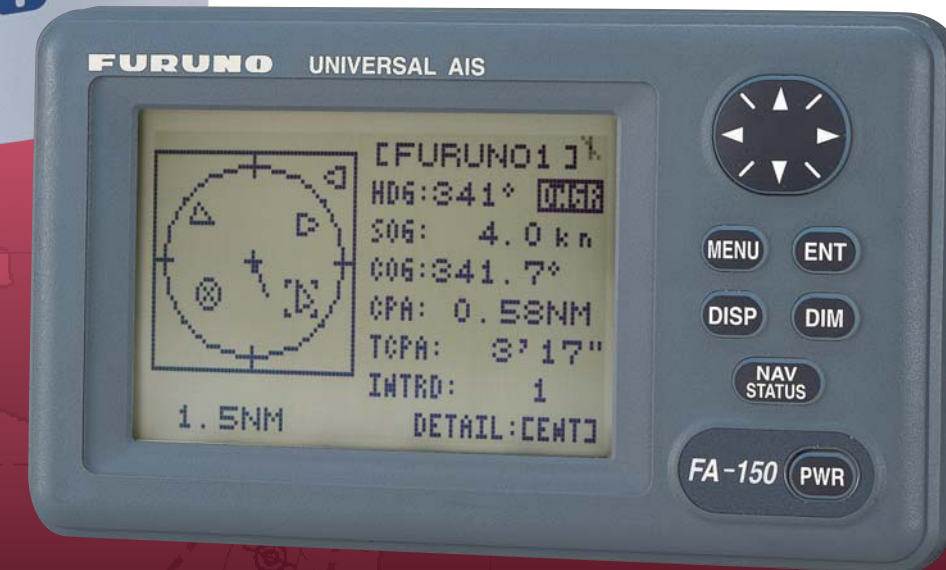 FURUNO UNIVERSAL AIS
[FURUNO1 ]
HDG:341°
SOG: 4.0kn
COG:341.7°
CPA: 0.58NM
TCPA: 3'17"
INTRD: 1
1.5NM
DETAIL:[ENT]
MENU
ENT
DISP
DIM
NAV
STATUS
FA-150
PWR